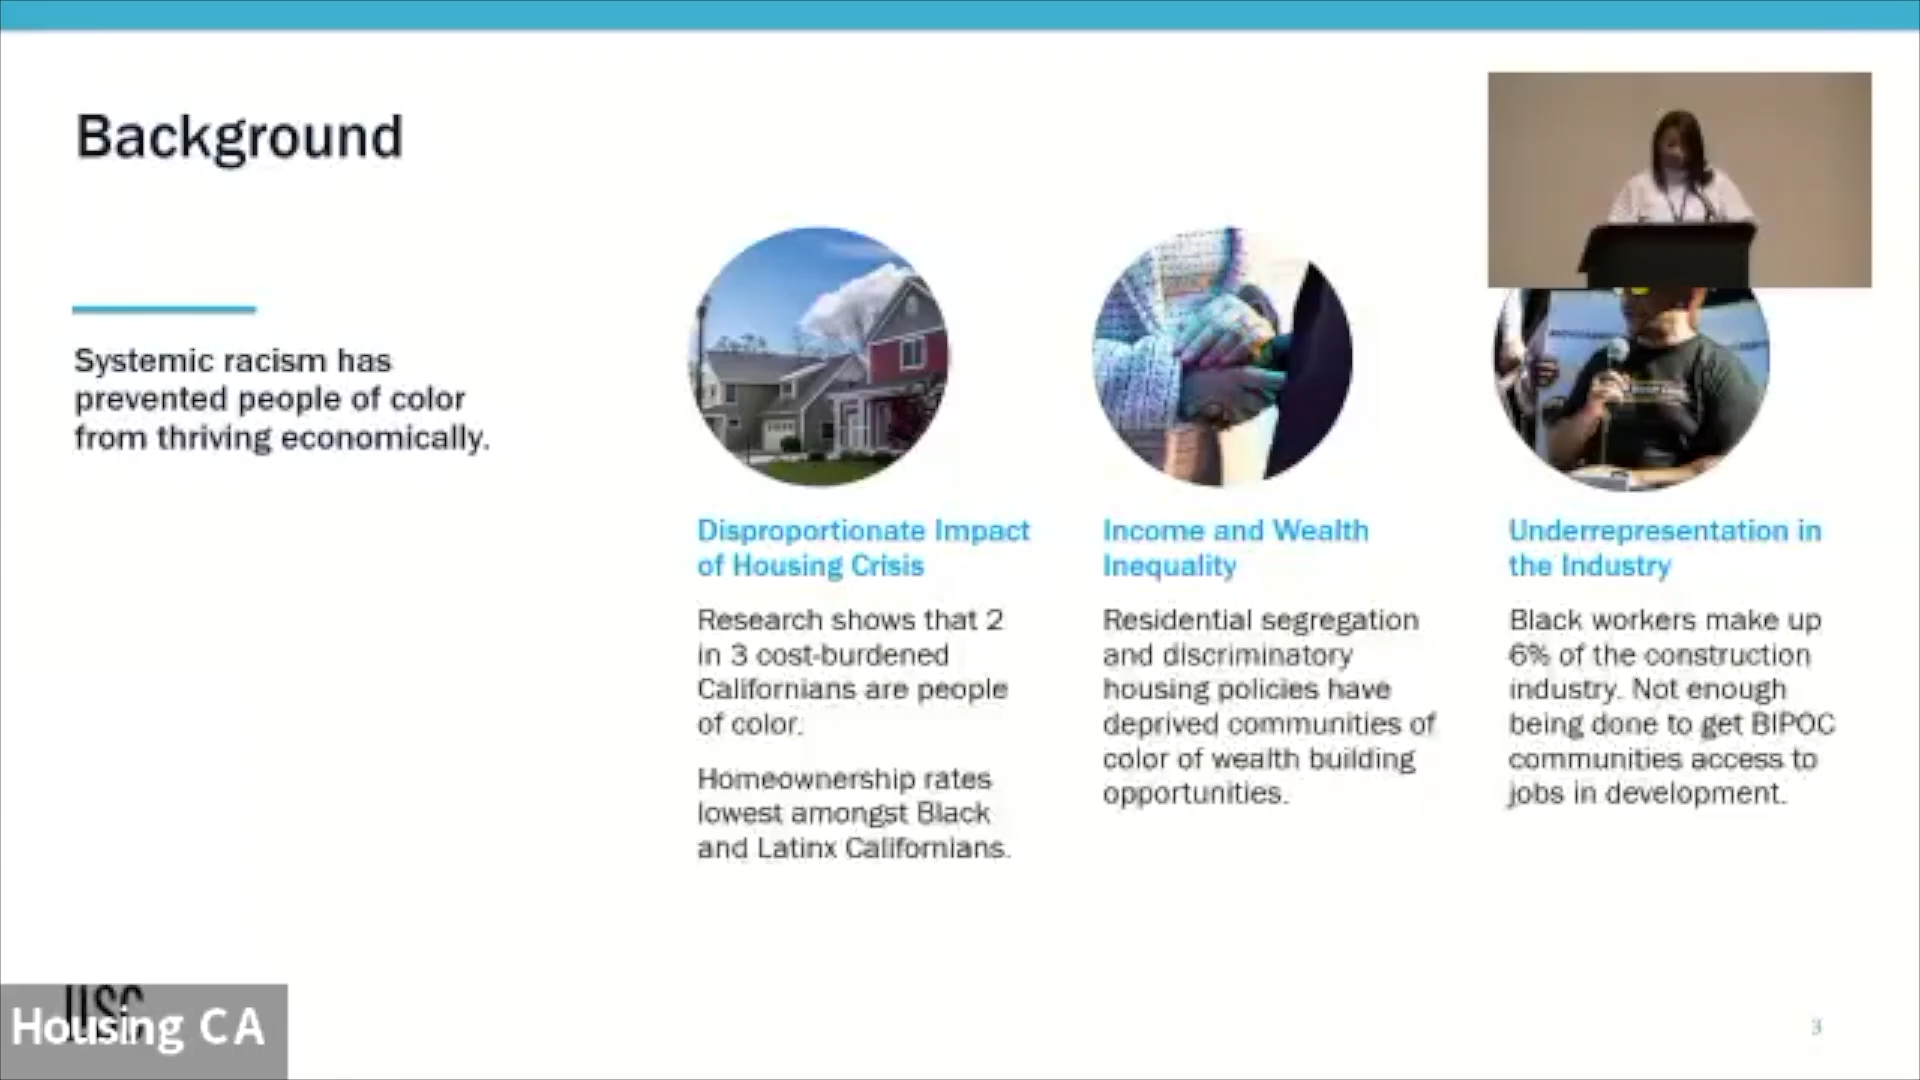 Background
Systemic racism has
prevented people of color
from thriving economically.
Disproportionate Impact
of Housing Crisis
Research shows that 2
in 3 cost-burdened
Californians are people
of color.
Homeownership rates
lowest amongst Black
and Latinx Californians.
Income and Wealth
Inequality
Residential segregation
and discriminatory
housing policies have
deprived communities of
color of wealth building
opportunities.
Underrepresentation in
the Industry
Black workers make up
6% of the construction
industry. Not enough
being done to get BIPOC
communities access to
jobs in development.
Housing CA
3